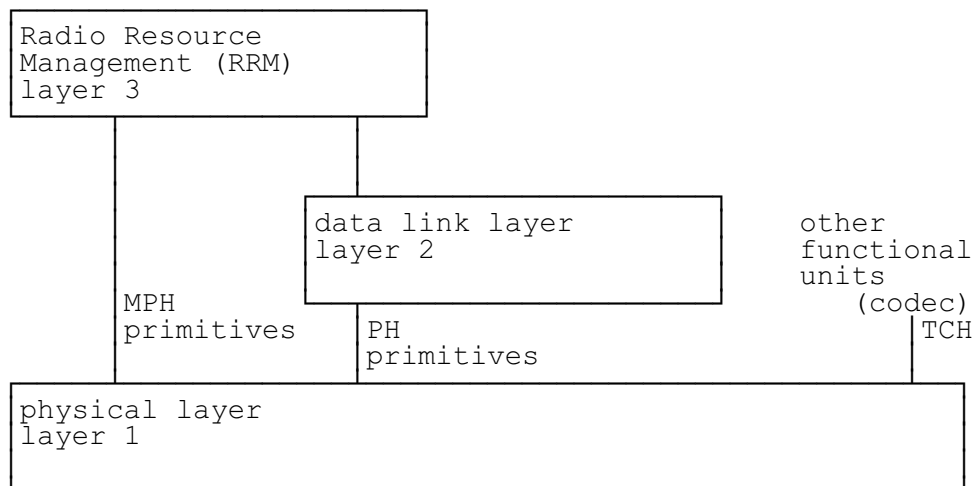 Radio Resource
Management (RRM)
layer 3
data link layer
layer 2
other
functional
units
(codec)
MPH
primitives
PH
primitives
TCH
physical layer
layer 1